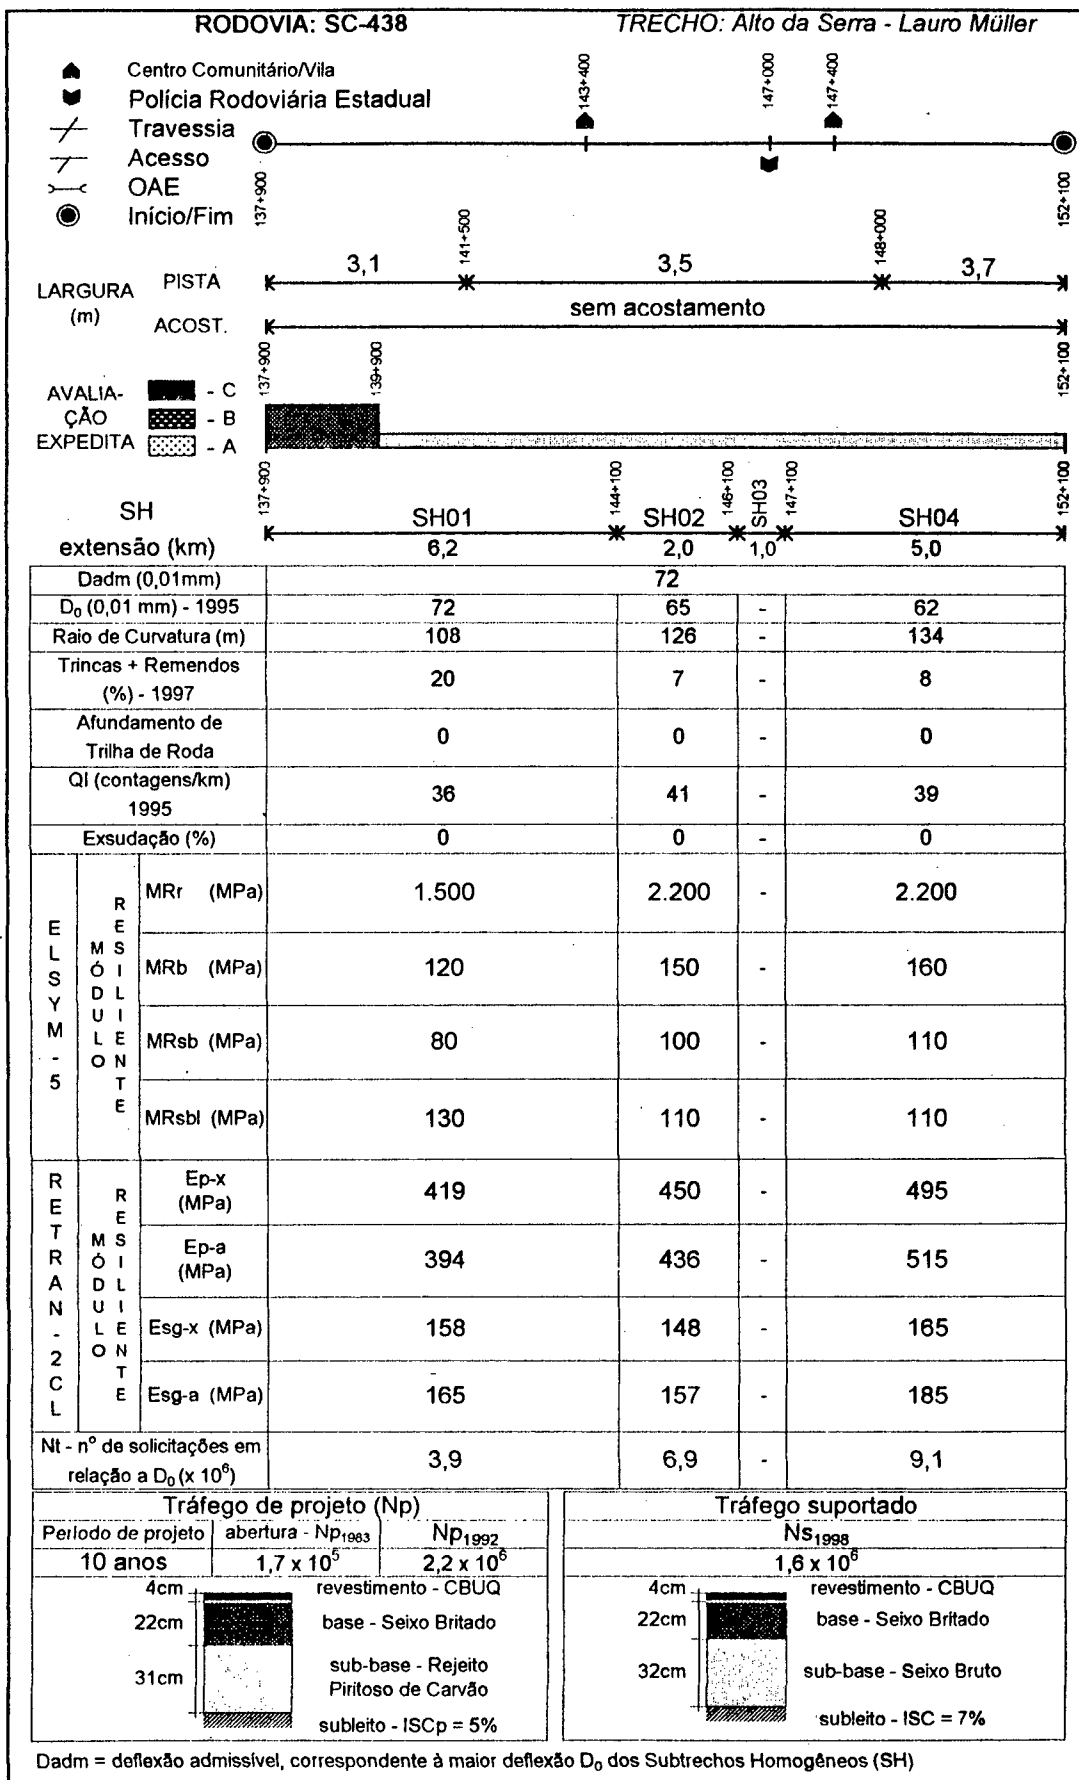 RODOVIA: SC-438 TRECHO: Alto da Serra - Lauro Müller
Centro Comunitário/Vila
Polícia Rodoviária Estadual
Travessia
Acesso
OAE
Início/Fim
143+400 147+000 147+400
137+900 152+100
141+500 148+000
LARGURA (m)
PISTA 3,1 3,5 3,7
ACOST. sem acostamento
137+900 139+900 152+100
AVALIA-
ÇÃO
EXPEDITA
- C
- B
- A
137+900 144+100 146+100 147+100 152+100
SH SH01 SH02 SH03 SH04
extensão (km) 6,2 2,0 1,0 5,0
Dadm (0,01mm) 72
D₀ (0,01 mm) - 1995 72 65 - 62
Raio de Curvatura (m) 108 126 - 134
Trincas + Remendos
(%) - 1997 20 7 - 8
Afundamento de
Trilha de Roda 0 0 - 0
QI (contagens/km)
1995 36 41 - 39
Exsudação (%) 0 0 - 0
ELSYM-5
MÓDULO RESILIENTE
MRr (MPa) 1.500 2.200 - 2.200
MRb (MPa) 120 150 - 160
MRsb (MPa) 80 100 - 110
MRsbl (MPa) 130 110 - 110
RETRAN-2CL
MÓDULO RESILIENTE
Ep-x
(MPa) 419 450 - 495
Ep-a
(MPa) 394 436 - 515
Esg-x (MPa) 158 148 - 165
Esg-a (MPa) 165 157 - 185
Nt - nº de solicitações em
relação a D₀ (x 10⁶) 3,9 6,9 - 9,1
Tráfego de projeto (Np)
Período de projeto abertura - Np₁₉₈₃ Np₁₉₉₂
10 anos 1,7 x 10⁵ 2,2 x 10⁶
4cm revestimento - CBUQ
22cm base - Seixo Britado
31cm sub-base - Rejeito
Piritoso de Carvão
subleito - ISCp = 5%
Tráfego suportado
Ns₁₉₉₈
1,6 x 10⁶
4cm revestimento - CBUQ
22cm base - Seixo Britado
32cm sub-base - Seixo Bruto
subleito - ISC = 7%
Dadm = deflexão admissível, correspondente à maior deflexão D₀ dos Subtrechos Homogêneos (SH)